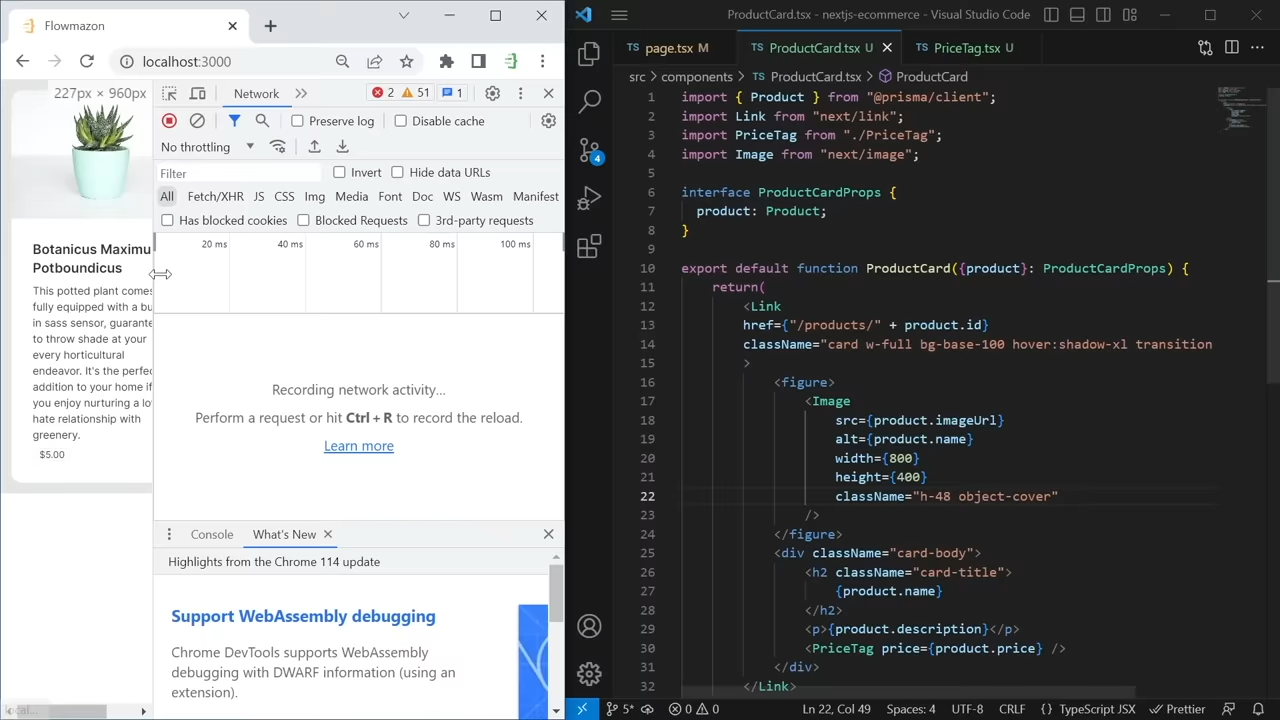 Flowmazon
localhost:3000
227px × 960px
Network
2
51
1
Preserve log
Disable cache
No throttling
Filter
Invert
Hide data URLs
All
Fetch/XHR
JS
CSS
Img
Media
Font
Doc
WS
Wasm
Manifest
Has blocked cookies
Blocked Requests
3rd-party requests
20 ms
40 ms
60 ms
80 ms
100 ms
Botanicus Maximu
Potboundicus
This potted plant comes
fully equipped with a bu
in sass sensor, guarante
to throw shade at your
every horticultural
endeavor. It's the perfec
addition to your home if
you enjoy nurturing a lo
hate relationship with
greenery.
$5.00
Recording network activity…
Perform a request or hit Ctrl + R to record the reload.
Learn more
Console
What's New
Highlights from the Chrome 114 update
Support WebAssembly debugging
Chrome DevTools supports WebAssembly
debugging with DWARF information (using an
extension).
ProductCard.tsx - nextjs-ecommerce - Visual Studio Code
TS page.tsx M
TS ProductCard.tsx U
TS PriceTag.tsx U
src > components > TS ProductCard.tsx > ProductCard
4
1 import { Product } from "@prisma/client";
2 import Link from "next/link";
3 import PriceTag from "./PriceTag";
4 import Image from "next/image";
5
6 interface ProductCardProps {
7 product: Product;
8 }
9
10 export default function ProductCard({product}: ProductCardProps) {
11 return(
12 <Link
13 href={"/products/" + product.id}
14 className="card w-full bg-base-100 hover:shadow-xl transition
15 >
16 <figure>
17 <Image
18 src={product.imageUrl}
19 alt={product.name}
20 width={800}
21 height={400}
22 className="h-48 object-cover"
23 />
24 </figure>
25 <div className="card-body">
26 <h2 className="card-title">
27 {product.name}
28 </h2>
29 <p>{product.description}</p>
30 <PriceTag price={product.price} />
31 </div>
32 </Link>
5*
0
0
Ln 22, Col 49
Spaces: 4
UTF-8
CRLF
{} TypeScript JSX
Prettier